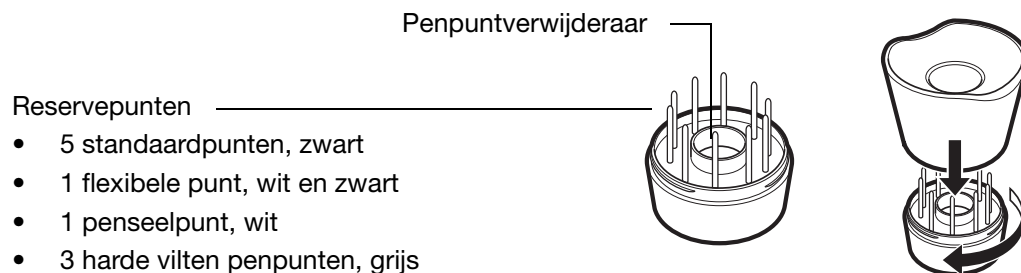 Penpuntverwijderaar
Reservepunten
• 5 standaardpunten, zwart
• 1 flexibele punt, wit en zwart
• 1 penseelpunt, wit
• 3 harde vilten penpunten, grijs